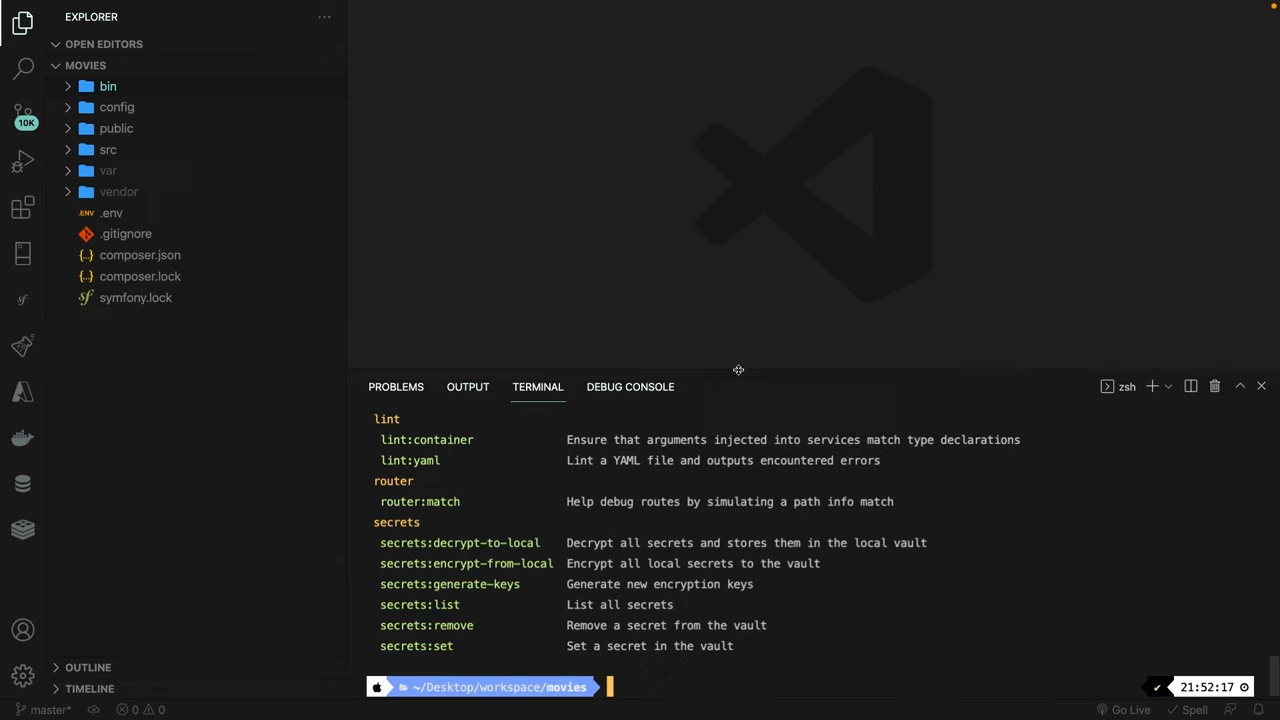 EXPLORER
OPEN EDITORS
MOVIES
bin
config
public
src
var
vendor
.ENV .env
.gitignore
{..} composer.json
{..} composer.lock
sf symfony.lock
10K
sf
OUTLINE
TIMELINE
PROBLEMS OUTPUT TERMINAL DEBUG CONSOLE
zsh
lint
lint:container Ensure that arguments injected into services match type declarations
lint:yaml Lint a YAML file and outputs encountered errors
router
router:match Help debug routes by simulating a path info match
secrets
secrets:decrypt-to-local Decrypt all secrets and stores them in the local vault
secrets:encrypt-from-local Encrypt all local secrets to the vault
secrets:generate-keys Generate new encryption keys
secrets:list List all secrets
secrets:remove Remove a secret from the vault
secrets:set Set a secret in the vault
~/Desktop/workspace/movies
21:52:17
master* 0 0
Go Live Spell